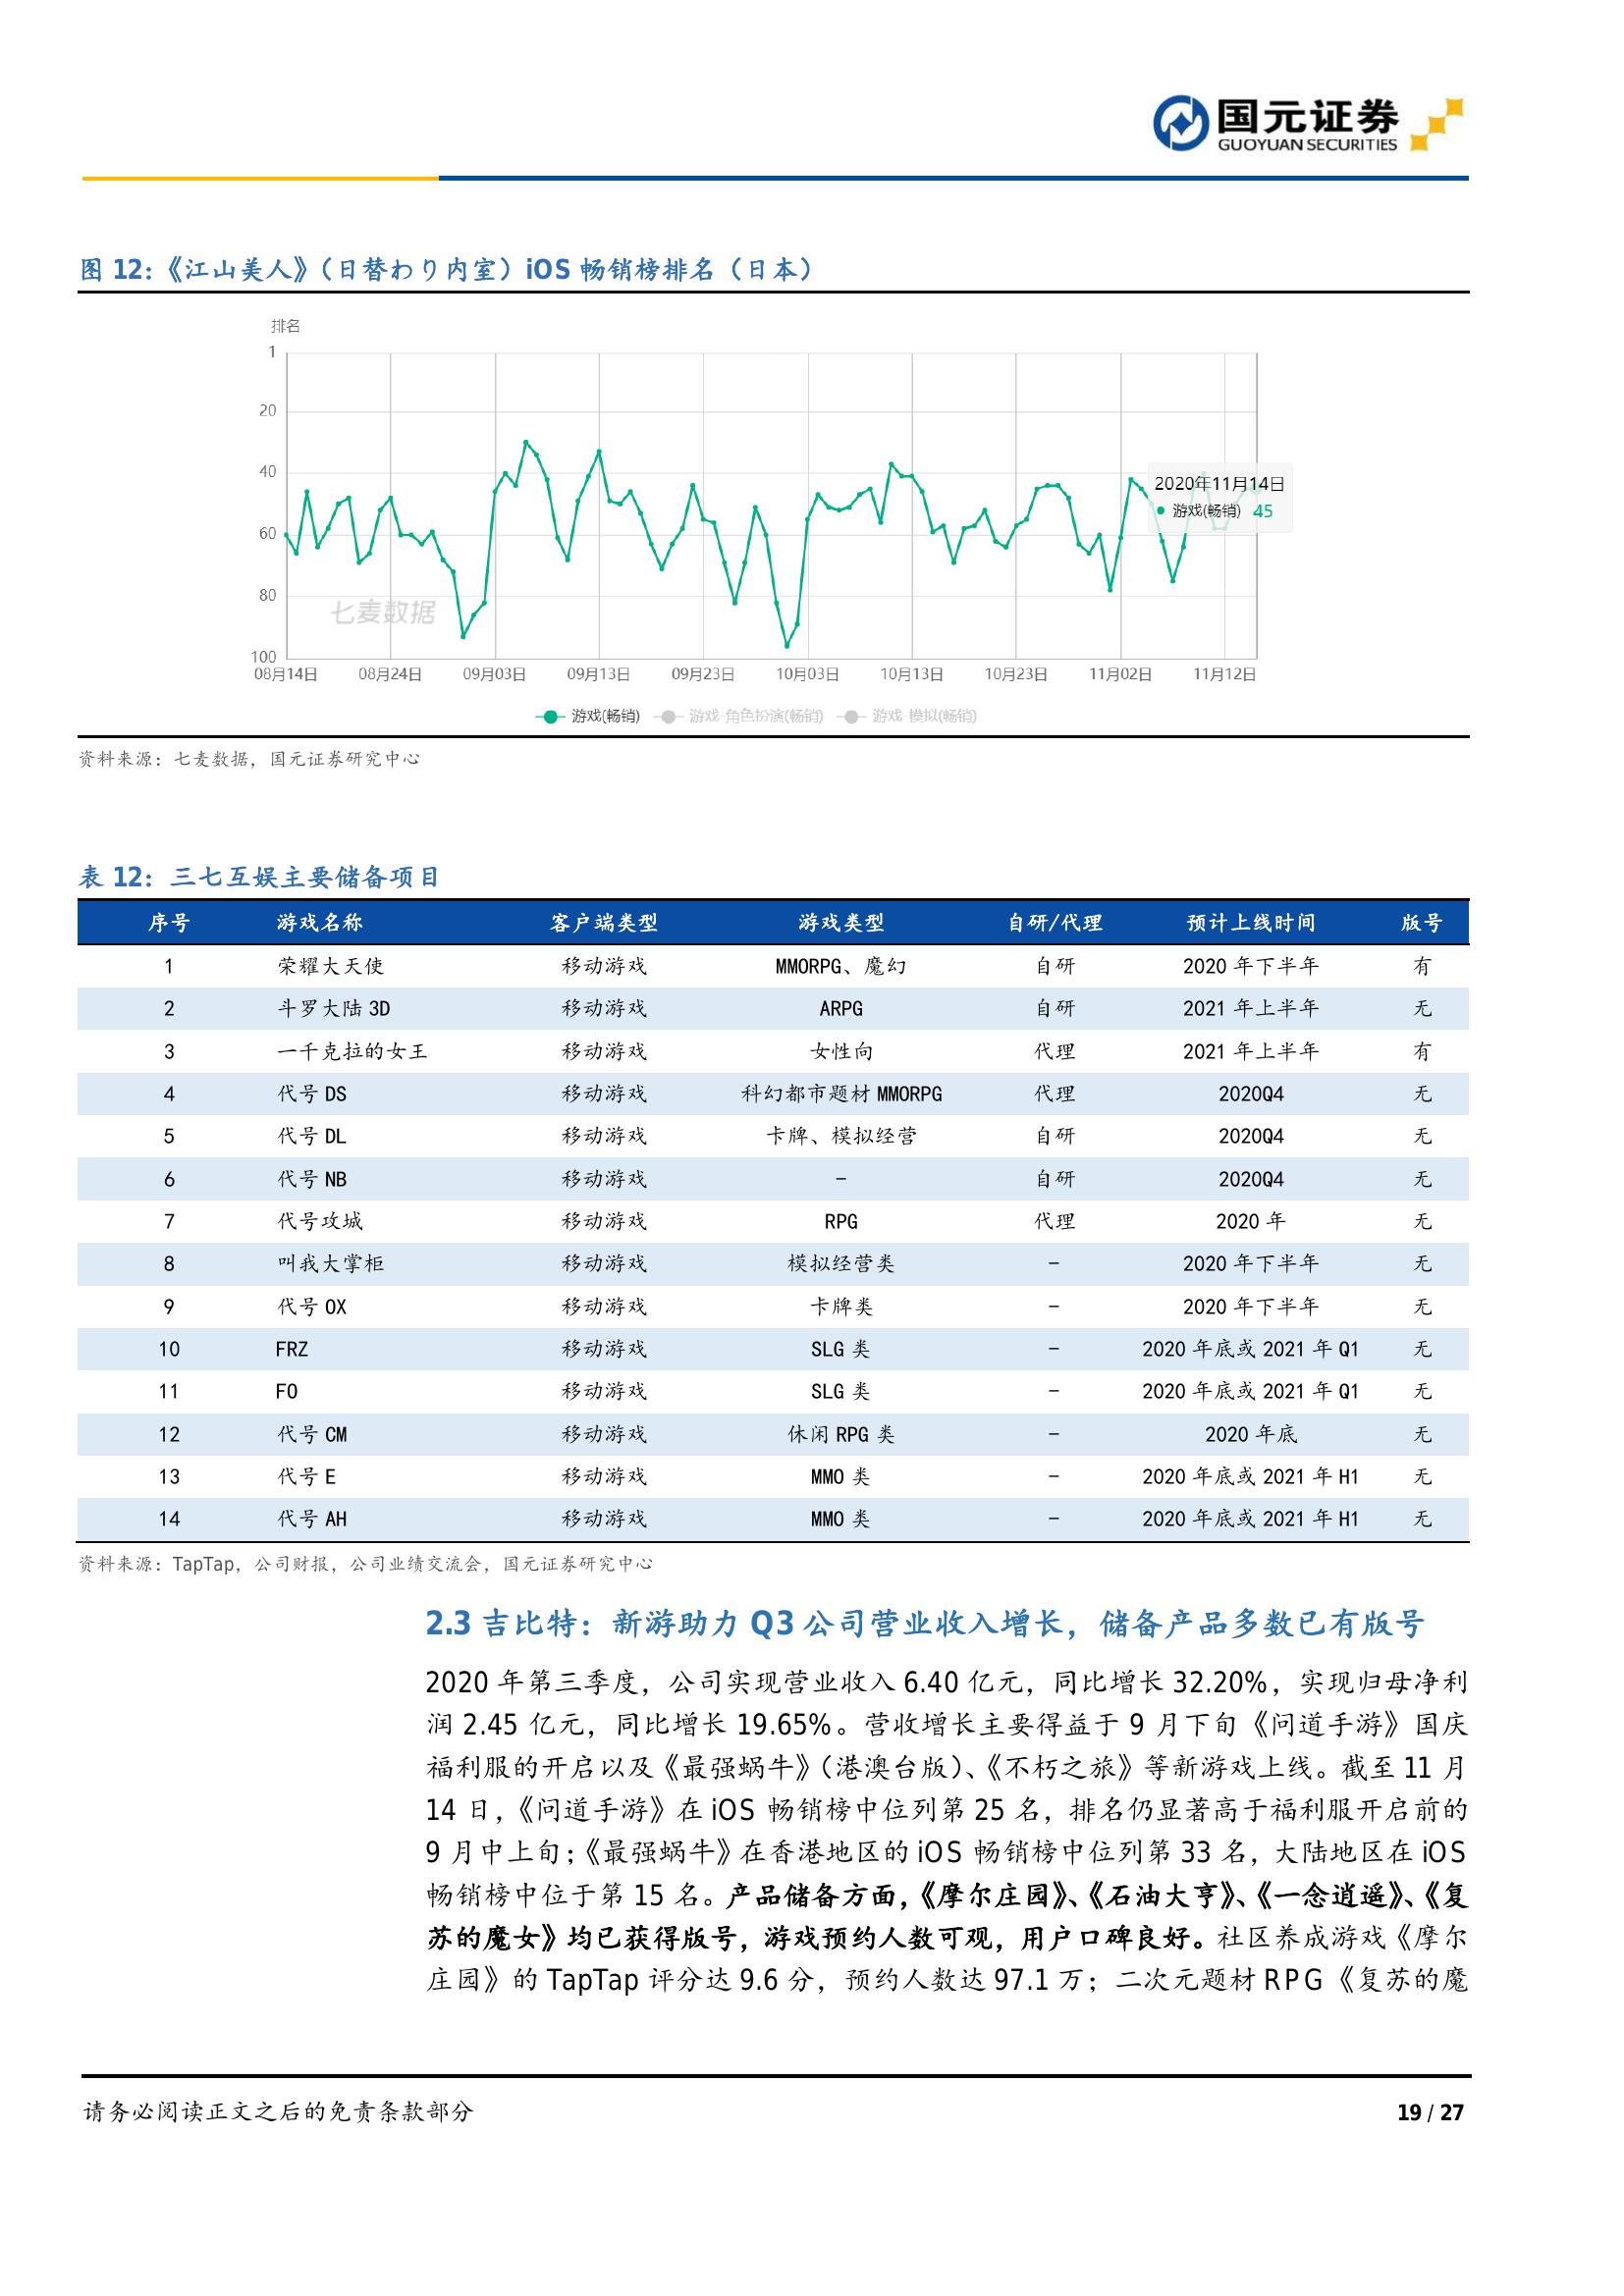 国元证券
GUOYUAN SECURITIES
图 12：《江山美人》（日替わり内室）iOS 畅销榜排名（日本）
排名
1
20
40
60
80
100
2020年11月14日
游戏(畅销) 45
七麦数据
08月14日 08月24日 09月03日 09月13日 09月23日 10月03日 10月13日 10月23日 11月02日 11月12日
游戏(畅销) 游戏-角色扮演(畅销) 游戏-模拟(畅销)
资料来源：七麦数据，国元证券研究中心
表 12：三七互娱主要储备项目
序号 游戏名称 客户端类型 游戏类型 自研/代理 预计上线时间 版号
1 荣耀大天使 移动游戏 MMORPG、魔幻 自研 2020 年下半年 有
2 斗罗大陆 3D 移动游戏 ARPG 自研 2021 年上半年 无
3 一千克拉的女王 移动游戏 女性向 代理 2021 年上半年 有
4 代号 DS 移动游戏 科幻都市题材 MMORPG 代理 2020Q4 无
5 代号 DL 移动游戏 卡牌、模拟经营 自研 2020Q4 无
6 代号 NB 移动游戏 - 自研 2020Q4 无
7 代号攻城 移动游戏 RPG 代理 2020 年 无
8 叫我大掌柜 移动游戏 模拟经营类 - 2020 年下半年 无
9 代号 OX 移动游戏 卡牌类 - 2020 年下半年 无
10 FRZ 移动游戏 SLG 类 - 2020 年底或 2021 年 Q1 无
11 FO 移动游戏 SLG 类 - 2020 年底或 2021 年 Q1 无
12 代号 CM 移动游戏 休闲 RPG 类 - 2020 年底 无
13 代号 E 移动游戏 MMO 类 - 2020 年底或 2021 年 H1 无
14 代号 AH 移动游戏 MMO 类 - 2020 年底或 2021 年 H1 无
资料来源：TapTap，公司财报，公司业绩交流会，国元证券研究中心
2.3 吉比特：新游助力 Q3 公司营业收入增长，储备产品多数已有版号
2020 年第三季度，公司实现营业收入 6.40 亿元，同比增长 32.20%，实现归母净利
润 2.45 亿元，同比增长 19.65%。营收增长主要得益于 9 月下旬《问道手游》国庆
福利服的开启以及《最强蜗牛》（港澳台版）、《不朽之旅》等新游戏上线。截至 11 月
14 日，《问道手游》在 iOS 畅销榜中位列第 25 名，排名仍显著高于福利服开启前的
9 月中上旬；《最强蜗牛》在香港地区的 iOS 畅销榜中位列第 33 名，大陆地区在 iOS
畅销榜中位于第 15 名。产品储备方面，《摩尔庄园》、《石油大亨》、《一念逍遥》、《复
苏的魔女》均已获得版号，游戏预约人数可观，用户口碑良好。社区养成游戏《摩尔
庄园》的 TapTap 评分达 9.6 分，预约人数达 97.1 万；二次元题材 RPG《复苏的魔
请务必阅读正文之后的免责条款部分 19 / 27